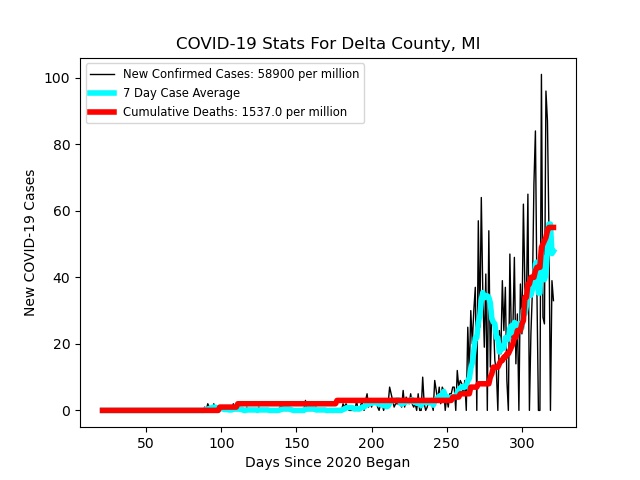 COVID-19 Stats For Delta County, MI
New Confirmed Cases: 58900 per million
7 Day Case Average
Cumulative Deaths: 1537.0 per million
New COVID-19 Cases
100
80
60
40
20
0
50 100 150 200 250 300
Days Since 2020 Began